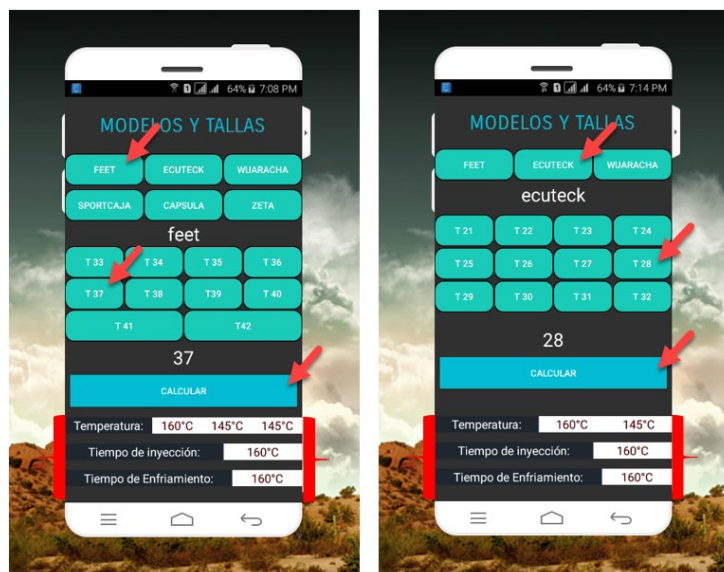 64% 7:08 PM
MODELOS Y TALLAS
FEET ECUTECK WUARACHA
SPORTCAJA CAPSULA ZETA
feet
T 33 T 34 T 35 T 36
T 37 T 38 T39 T 40
T 41 T42
37
CALCULAR
Temperatura: 160°C 145°C 145°C
Tiempo de inyección: 160°C
Tiempo de Enfriamiento: 160°C
64% 7:14 PM
MODELOS Y TALLAS
FEET ECUTECK WUARACHA
ecuteck
T 21 T 22 T 23 T 24
T 25 T 26 T 27 T 28
T 29 T 30 T 31 T 32
28
CALCULAR
Temperatura: 160°C 145°C
Tiempo de inyección: 160°C
Tiempo de Enfriamiento: 160°C